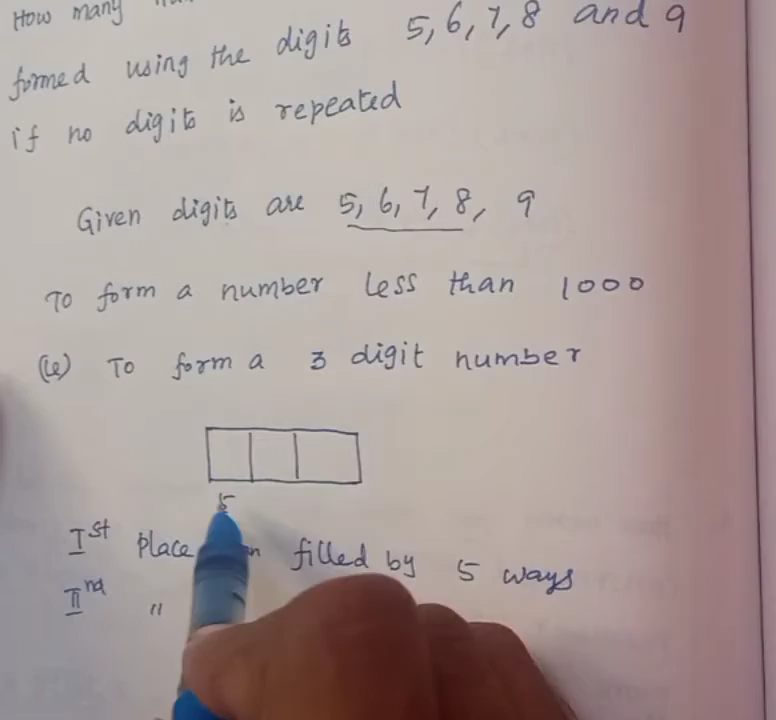 How many
formed using the digits 5, 6, 7, 8 and 9
if no digits is repeated
Given digits are 5, 6, 7, 8, 9
To form a number less than 1000
(ie) To form a 3 digit number
5
Ist place filled by 5 ways
IInd "